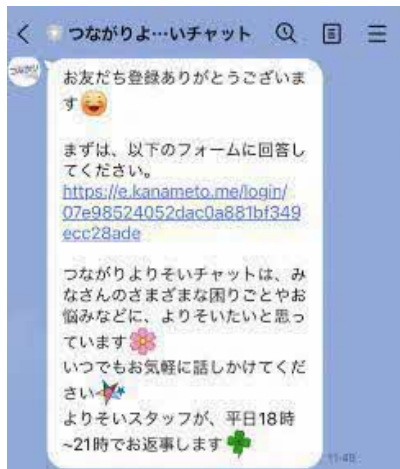 つながりよ…いチャット
つながり
お友だち登録ありがとうございま
す
まずは、以下のフォームに回答し
てください。
https://e.kanameto.me/login/
07e98524052dac0a881bf349
ecc28ade
つながりよりそいチャットは、み
なさんのさまざまな困りごとやお
悩みなどに、よりそいたいと思っ
ています
いつでもお気軽に話しかけてくだ
さい
よりそいスタッフが、平日18時
~21時でお返事します
11:49